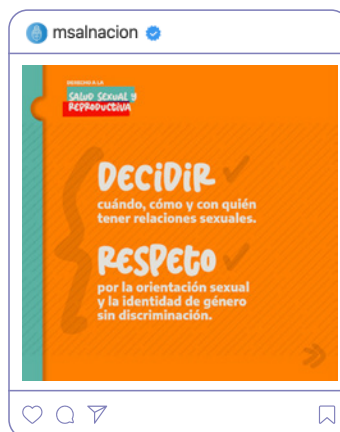 msalnacion
DERECHO A LA
SALUD SEXUAL Y
REPRODUCTIVA
DECIDIR
cuándo, cómo y con quién
tener relaciones sexuales.
RESPETO
por la orientación sexual
y la identidad de género
sin discriminación.